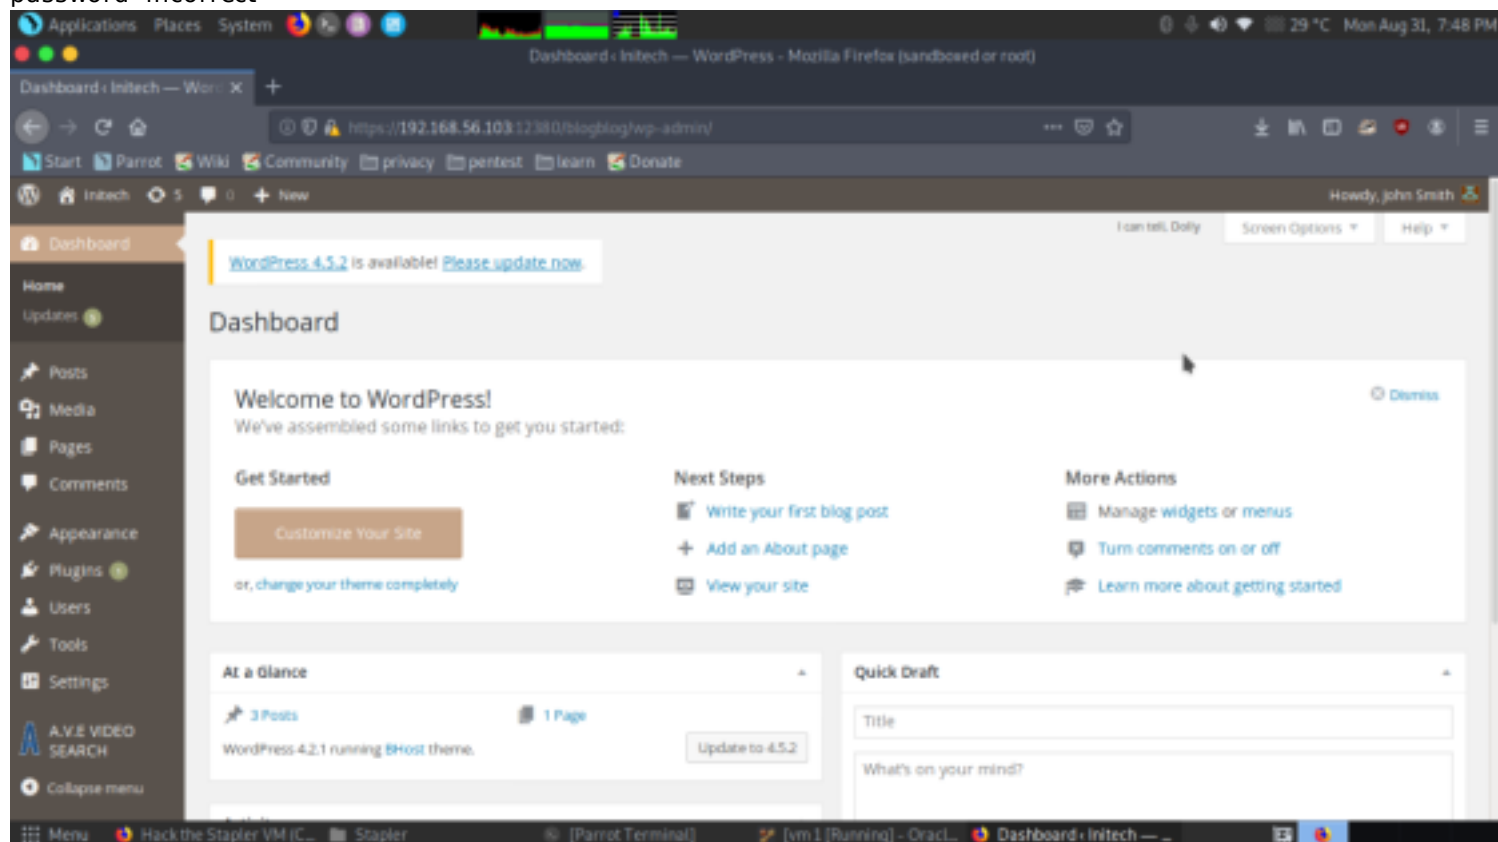 password incorrect
Applications Places System 29 °C Mon Aug 31, 7:48 PM
Dashboard ‹ Initech — WordPress - Mozilla Firefox (sandboxed or root)
Dashboard ‹ Initech — Wor
https://192.168.56.103:12380/blogblog/wp-admin/
Start Parrot Wiki Community privacy pentest learn Donate
Initech 5 0 + New Howdy, John Smith
I can tell, Dolly Screen Options Help
Dashboard
WordPress 4.5.2 is available! Please update now.
Home
Updates 5
Dashboard
Posts
Welcome to WordPress! Dismiss
Media
We've assembled some links to get you started:
Pages
Get Started Next Steps More Actions
Comments
Write your first blog post Manage widgets or menus
Appearance Customize Your Site
Add an About page Turn comments on or off
Plugins
or, change your theme completely View your site Learn more about getting started
Users
Tools
At a Glance Quick Draft
Settings
3 Posts 1 Page Title
A.V.E VIDEO
SEARCH
WordPress 4.2.1 running BHost theme. Update to 4.5.2
What's on your mind?
Collapse menu
Menu Hack the Stapler VM (C... Stapler [Parrot Terminal] [vm 1 [Running] - Oracl... Dashboard ‹ Initech — ...